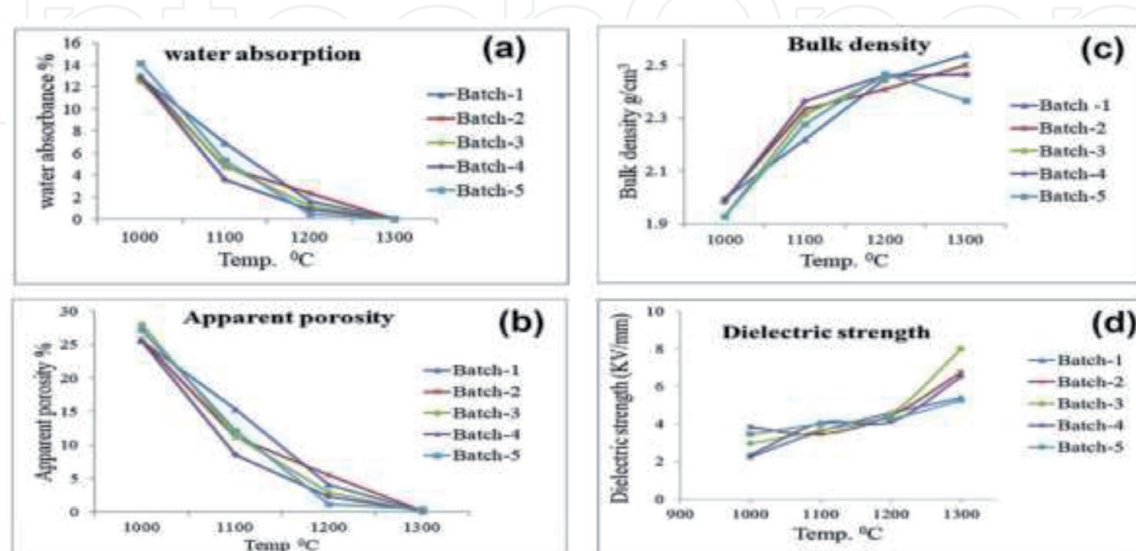 water absorption
(a)
water absorbance %
16
14
12
10
8
6
4
2
0
1000 1100 1200 1300
Temp. ⁰C
Batch-1
Batch-2
Batch-3
Batch-4
Batch-5
Bulk density
(c)
Bulk density g/cm³
2.5
2.3
2.1
1.9
1000 1100 1200 1300
Temp. ⁰C
Batch -1
Batch-2
Batch-3
Batch-4
Batch-5
Apparent porosity
(b)
Apparent porosity %
30
25
20
15
10
5
0
1000 1100 1200 1300
Temp ⁰C
Batch-1
Batch-2
Batch-3
Batch-4
Batch-5
Dielectric strength
(d)
Dielectric strength (KV/mm)
10
8
6
4
2
0
900 1000 1100 1200 1300
Temp. ⁰C
Batch-1
Batch-2
Batch-3
Batch-4
Batch-5